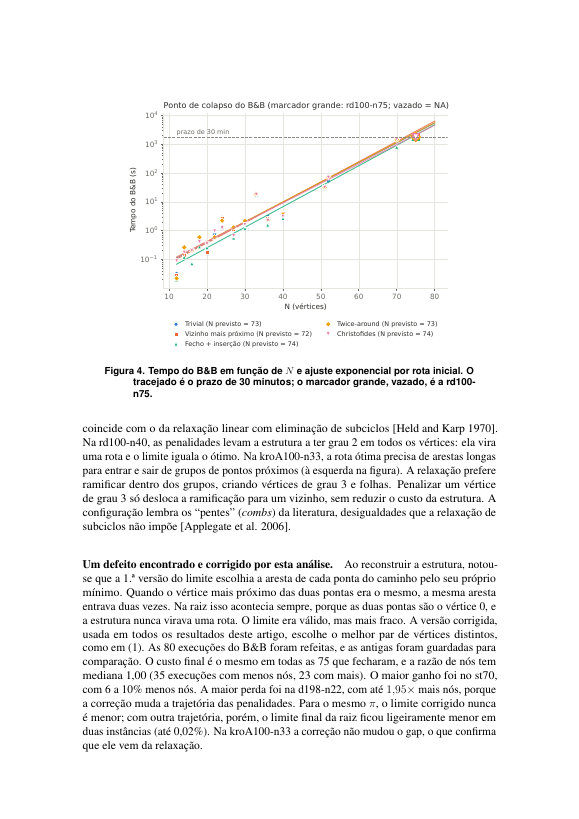 Ponto de colapso do B&B (marcador grande: rd100-n75; vazado = NA)
10⁴
10³
10²
10¹
10⁰
10⁻¹
prazo de 30 min
Tempo do B&B (s)
10 20 30 40 50 60 70 80
N (vértices)
Trivial (N previsto = 73)
Vizinho mais próximo (N previsto = 72)
Fecho + inserção (N previsto = 74)
Twice-around (N previsto = 73)
Christofides (N previsto = 74)
Figura 4. Tempo do B&B em função de N e ajuste exponencial por rota inicial. O
tracejado é o prazo de 30 minutos; o marcador grande, vazado, é a rd100-
n75.
coincide com o da relaxação linear com eliminação de subciclos [Held and Karp 1970].
Na rd100-n40, as penalidades levam a estrutura a ter grau 2 em todos os vértices: ela vira
uma rota e o limite iguala o ótimo. Na kroA100-n33, a rota ótima precisa de arestas longas
para entrar e sair de grupos de pontos próximos (à esquerda na figura). A relaxação prefere
ramificar dentro dos grupos, criando vértices de grau 3 e folhas. Penalizar um vértice
de grau 3 só desloca a ramificação para um vizinho, sem reduzir o custo da estrutura. A
configuração lembra os “pentes” (combs) da literatura, desigualdades que a relaxação de
subciclos não impõe [Applegate et al. 2006].
Um defeito encontrado e corrigido por esta análise. Ao reconstruir a estrutura, notou-
se que a 1.ª versão do limite escolhia a aresta de cada ponta do caminho pelo seu próprio
mínimo. Quando o vértice mais próximo das duas pontas era o mesmo, a mesma aresta
entrava duas vezes. Na raiz isso acontecia sempre, porque as duas pontas são o vértice 0, e
a estrutura nunca virava uma rota. O limite era válido, mas mais fraco. A versão corrigida,
usada em todos os resultados deste artigo, escolhe o melhor par de vértices distintos,
como em (1). As 80 execuções do B&B foram refeitas, e as antigas foram guardadas para
comparação. O custo final é o mesmo em todas as 75 que fecharam, e a razão de nós tem
mediana 1,00 (35 execuções com menos nós, 23 com mais). O maior ganho foi no st70,
com 6 a 10% menos nós. A maior perda foi na d198-n22, com até 1,95× mais nós, porque
a correção muda a trajetória das penalidades. Para o mesmo π, o limite corrigido nunca
é menor; com outra trajetória, porém, o limite final da raiz ficou ligeiramente menor em
duas instâncias (até 0,02%). Na kroA100-n33 a correção não mudou o gap, o que confirma
que ele vem da relaxação.